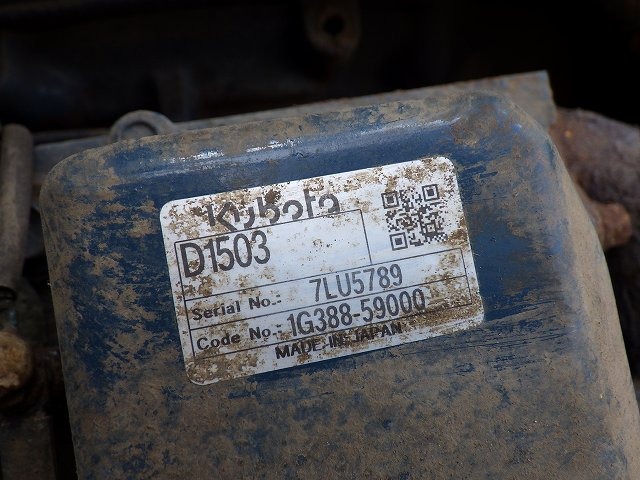 Kubota
D1503
Serial No.: 7LU5789
Code No.: 1G388-59000
MADE IN JAPAN